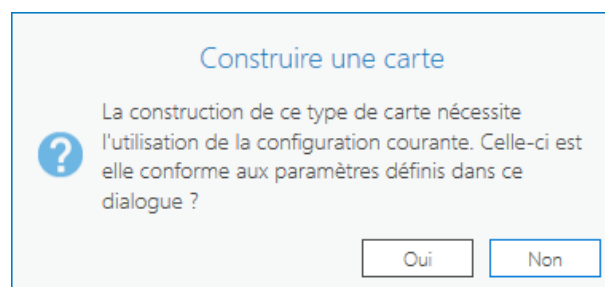 Construire une carte
La construction de ce type de carte nécessite
l'utilisation de la configuration courante. Celle-ci est
elle conforme aux paramètres définis dans ce
dialogue ?
Oui
Non